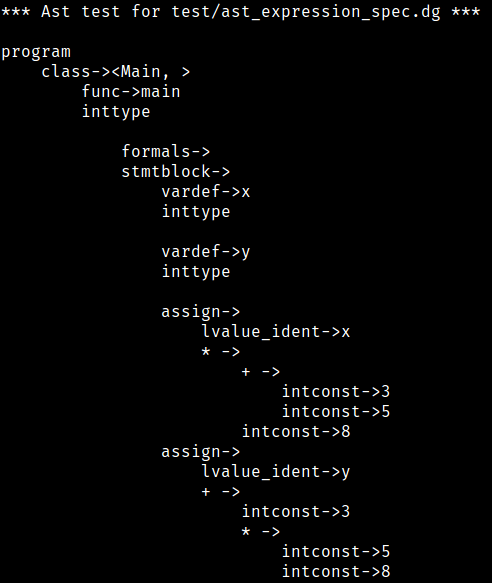 *** Ast test for test/ast_expression_spec.dg ***
program
class-><Main, >
func->main
inttype
formals->
stmtblock->
vardef->x
inttype
vardef->y
inttype
assign->
lvalue_ident->x
* ->
+ ->
intconst->3
intconst->5
intconst->8
assign->
lvalue_ident->y
+ ->
intconst->3
* ->
intconst->5
intconst->8